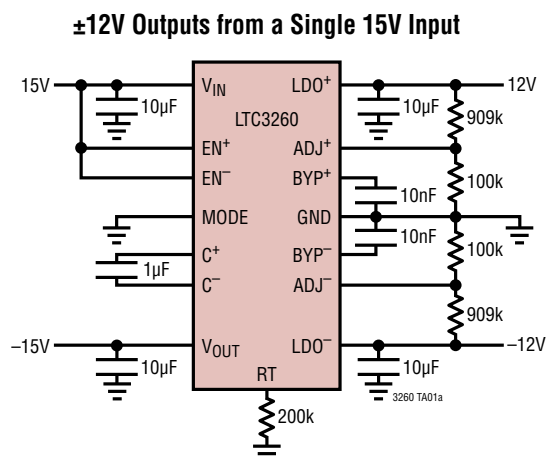 ±12V Outputs from a Single 15V Input
15V
VIN
LDO+
12V
10µF
10µF
909k
LTC3260
EN+
ADJ+
EN–
BYP+
100k
10nF
MODE
GND
10nF
C+
BYP–
100k
1µF
C–
ADJ–
909k
–15V
VOUT
LDO–
–12V
10µF
RT
10µF
3260 TA01a
200k